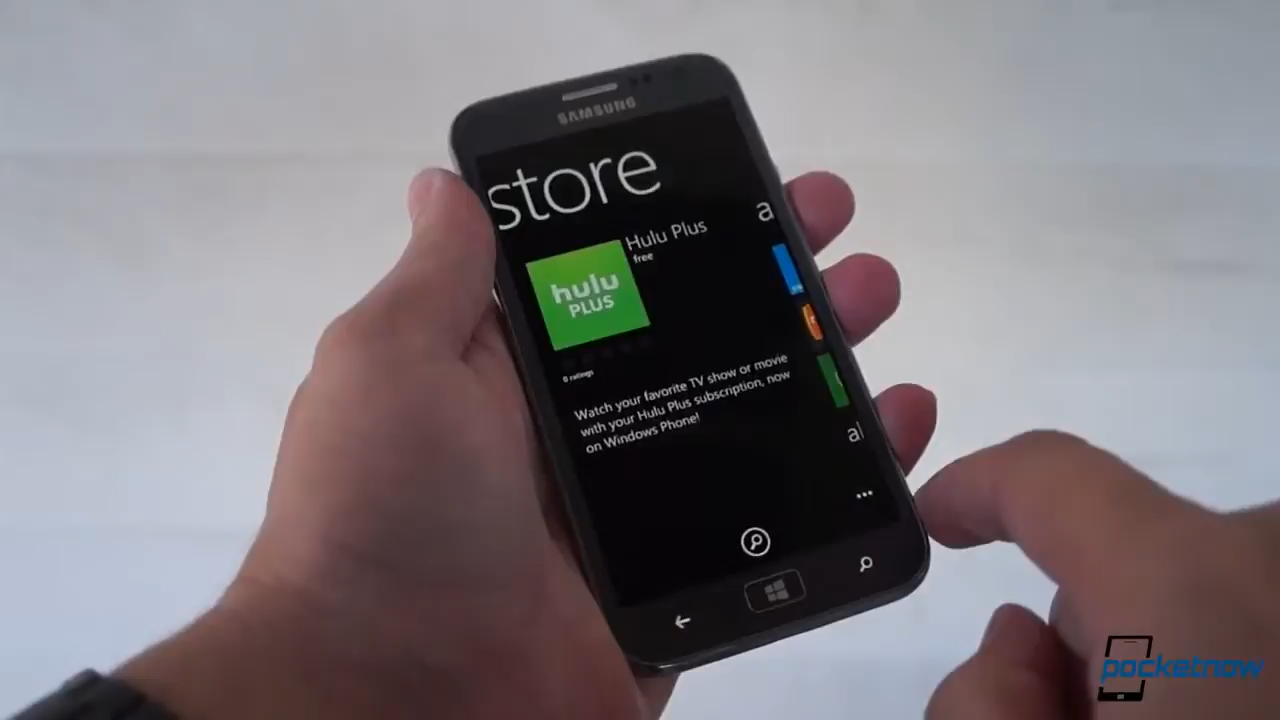 SAMSUNG
store
Hulu Plus
free
a
hulu
PLUS
0 ratings
Watch your favorite TV show or movie
with your Hulu Plus subscription, now
on Windows Phone!
al
pocketnow